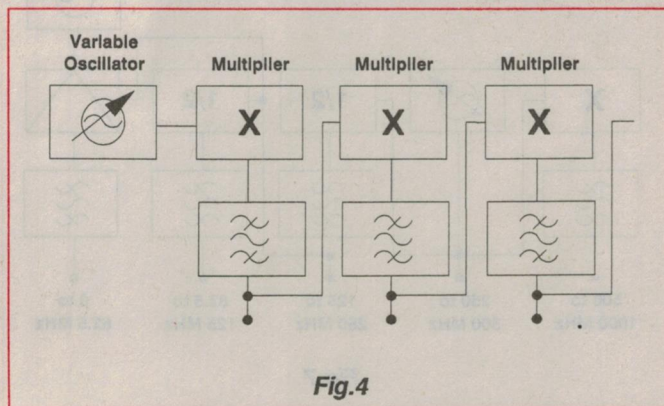 Variable
Oscillator
Multiplier
Multiplier
Multiplier
X
X
X
Fig.4